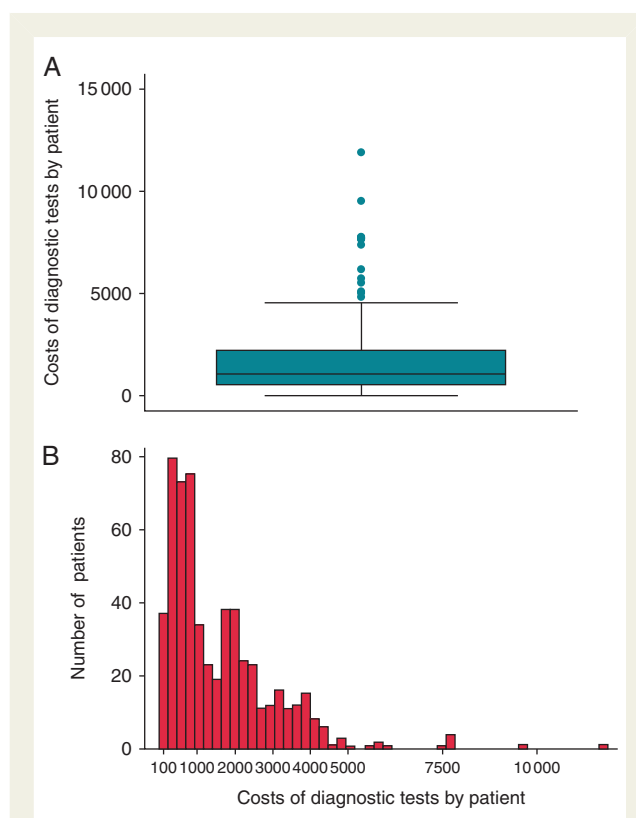 A
Costs of diagnostic tests by patient
15 000
10 000
5000
0
B
Number of patients
80
60
40
20
0
100 1000 2000 3000 4000 5000 7500 10 000
Costs of diagnostic tests by patient